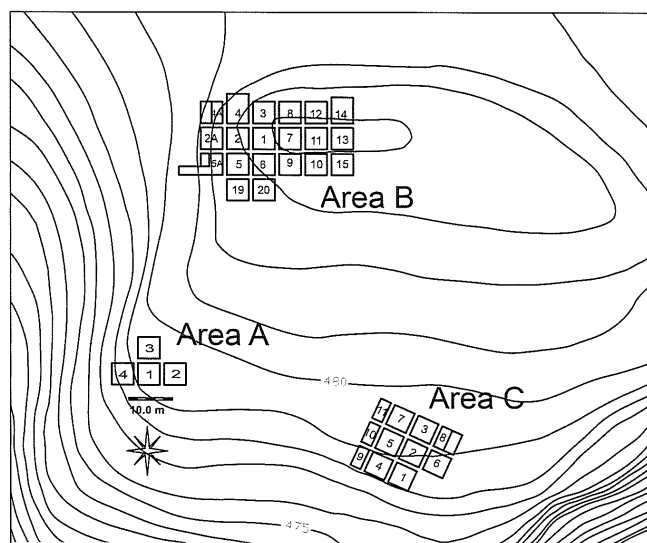 4A 4 3 8 12 14
2A 2 1 7 11 13
5A 5 6 9 10 15
19 20
Area B
Area A
3
4 1 2
10.0 m
480
Area C
11 7 3 8
10 5 2 6
9 4 1
475